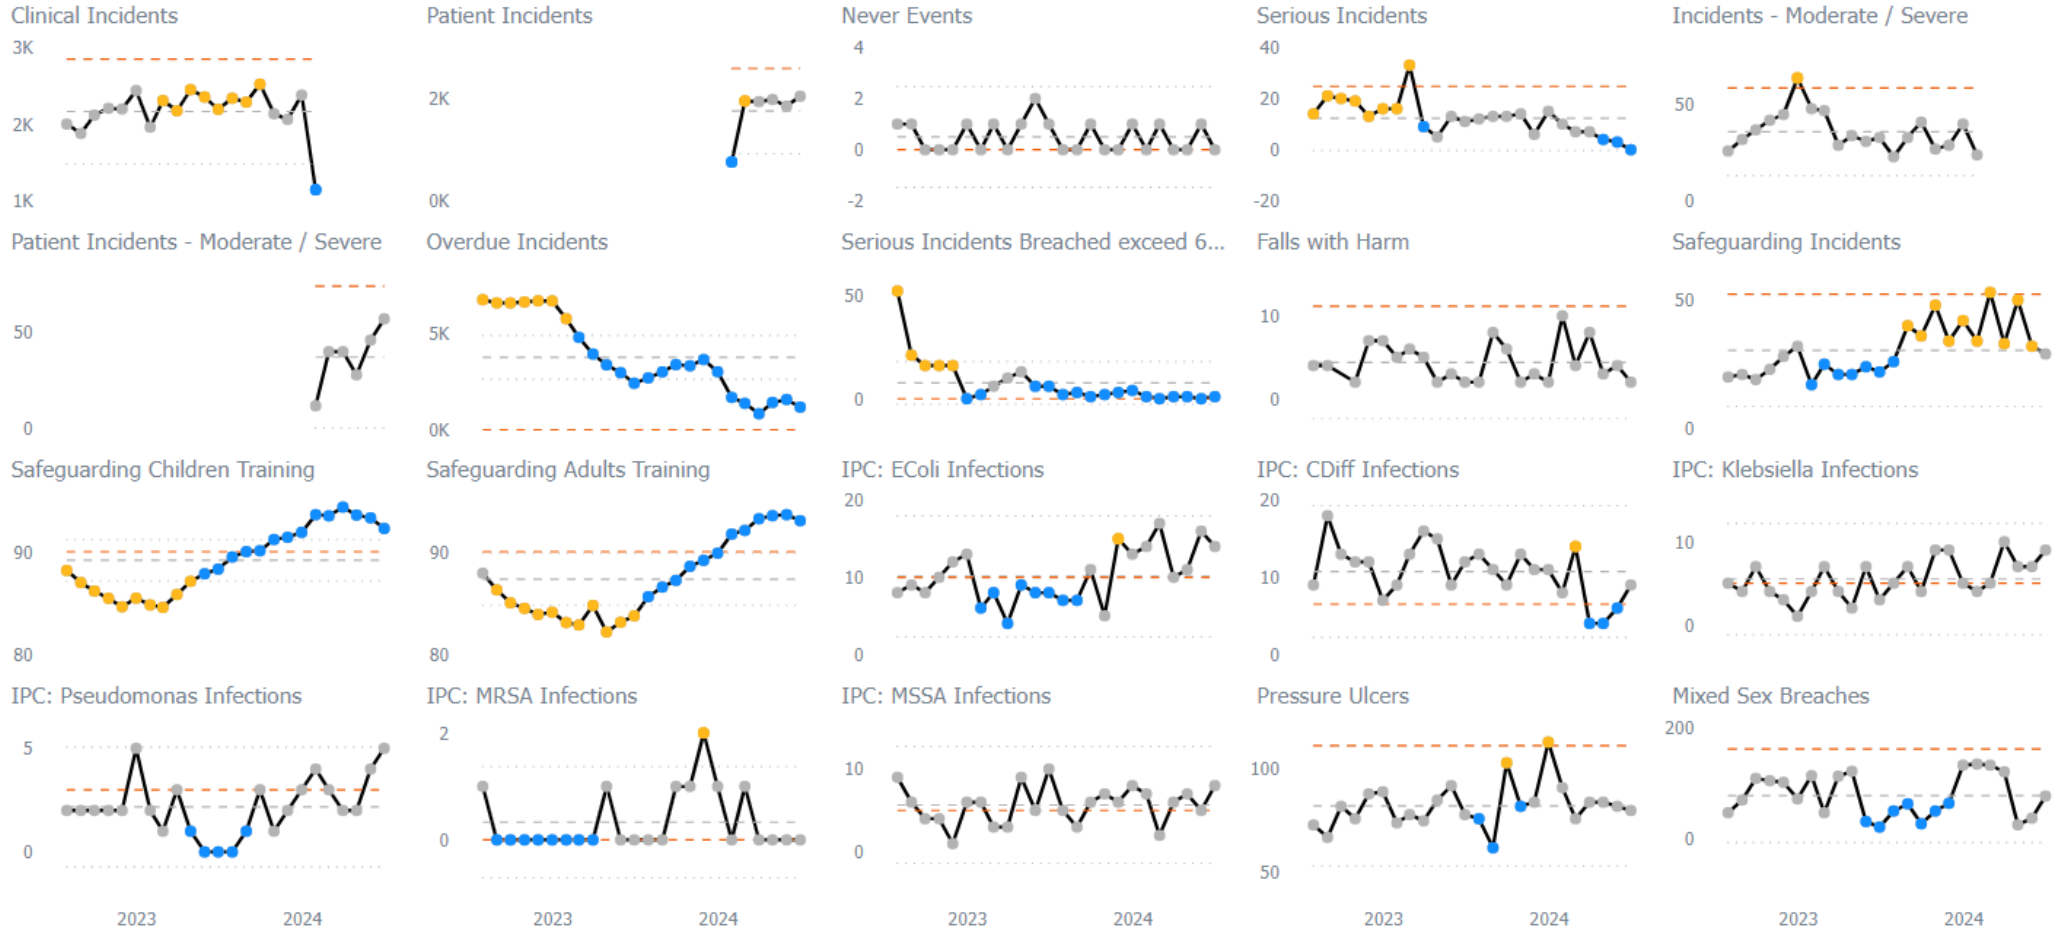 Clinical Incidents
Patient Incidents
Never Events
Serious Incidents
Incidents - Moderate / Severe
3K
2K
1K
2K
0K
4
2
0
-2
40
20
0
-20
50
0
Patient Incidents - Moderate / Severe
Overdue Incidents
Serious Incidents Breached exceed 6...
Falls with Harm
Safeguarding Incidents
50
0
5K
0K
50
0
10
0
50
0
Safeguarding Children Training
Safeguarding Adults Training
IPC: EColi Infections
IPC: CDiff Infections
IPC: Klebsiella Infections
90
80
90
80
20
10
0
20
10
0
10
0
IPC: Pseudomonas Infections
IPC: MRSA Infections
IPC: MSSA Infections
Pressure Ulcers
Mixed Sex Breaches
5
0
2
0
10
0
100
50
200
0
2023 2024
2023 2024
2023 2024
2023 2024
2023 2024